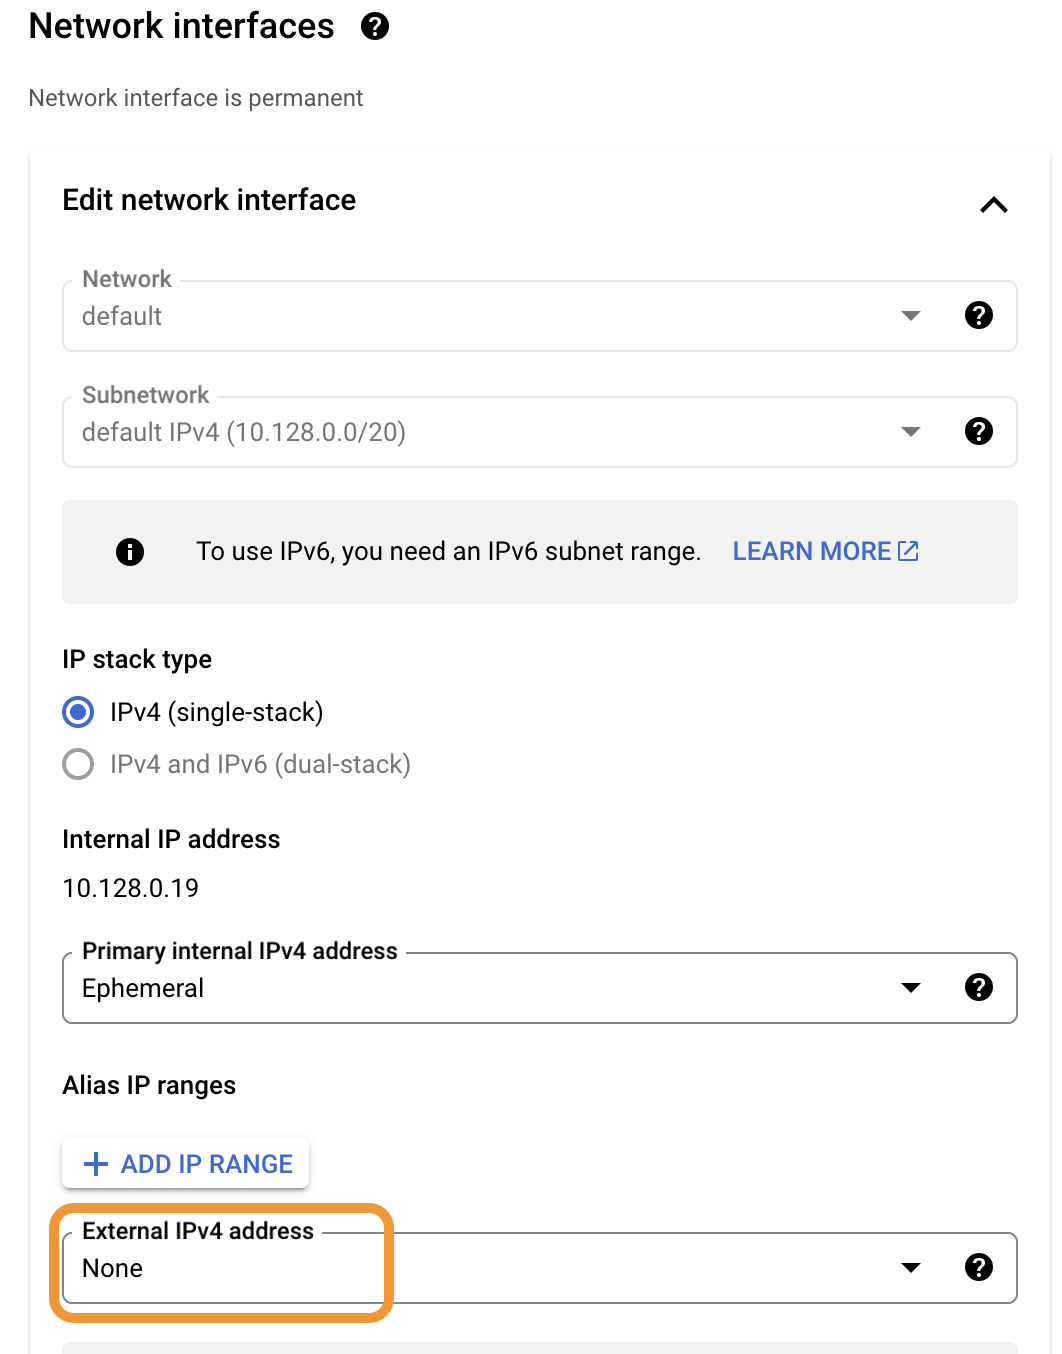 Network interfaces
Network interface is permanent
Edit network interface
Network
default
Subnetwork
default IPv4 (10.128.0.0/20)
To use IPv6, you need an IPv6 subnet range. LEARN MORE
IP stack type
IPv4 (single-stack)
IPv4 and IPv6 (dual-stack)
Internal IP address
10.128.0.19
Primary internal IPv4 address
Ephemeral
Alias IP ranges
ADD IP RANGE
External IPv4 address
None